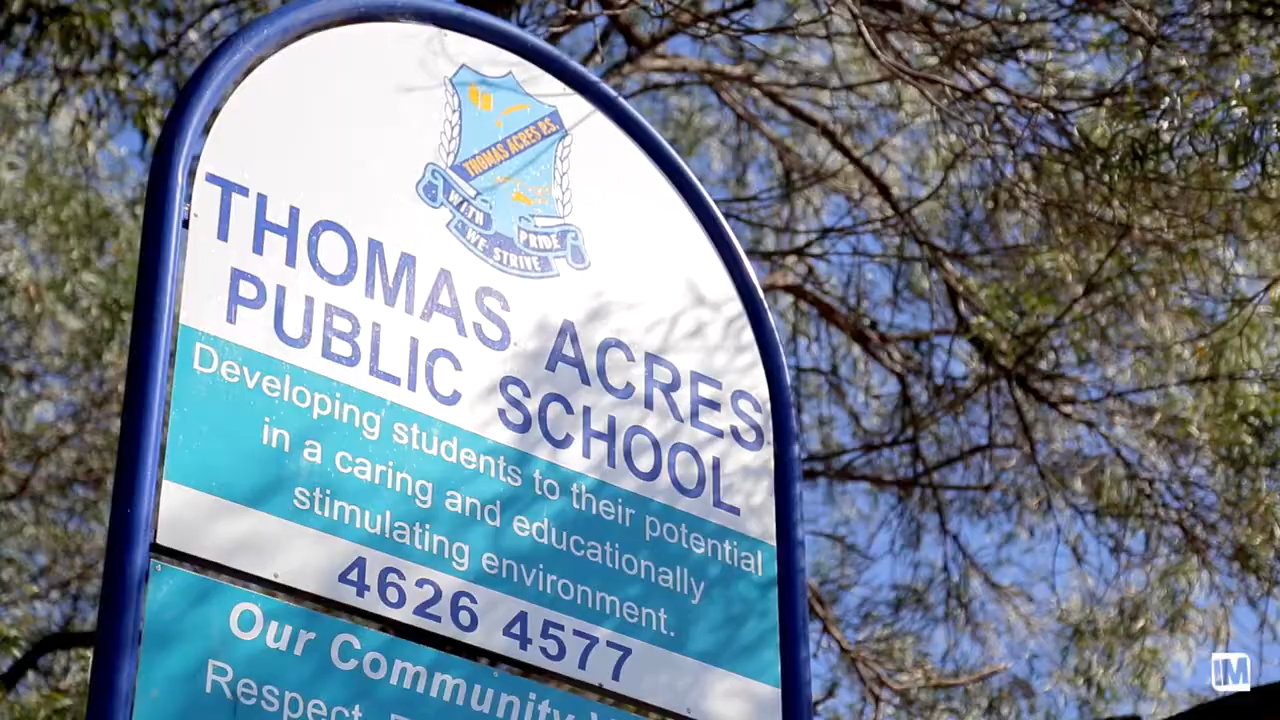 THOMAS ACRES P.S.
WITH PRIDE
WE STRIVE
THOMAS ACRES
PUBLIC SCHOOL
Developing students to their potential
in a caring and educationally
stimulating environment.
4626 4577
Our Community
Respect
IM